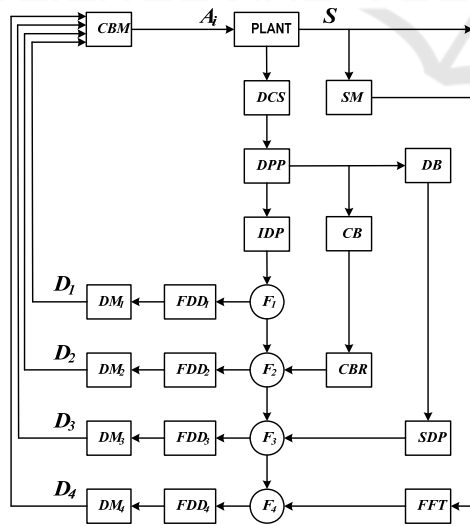 CBM A_i PLANT S
DCS SM
DPP DB
IDP CB
D_1 DM_1 FDD_1 F_1
D_2 DM_2 FDD_2 F_2 CBR
D_3 DM_3 FDD_3 F_3 SDP
D_4 DM_4 FDD_4 F_4 FFT